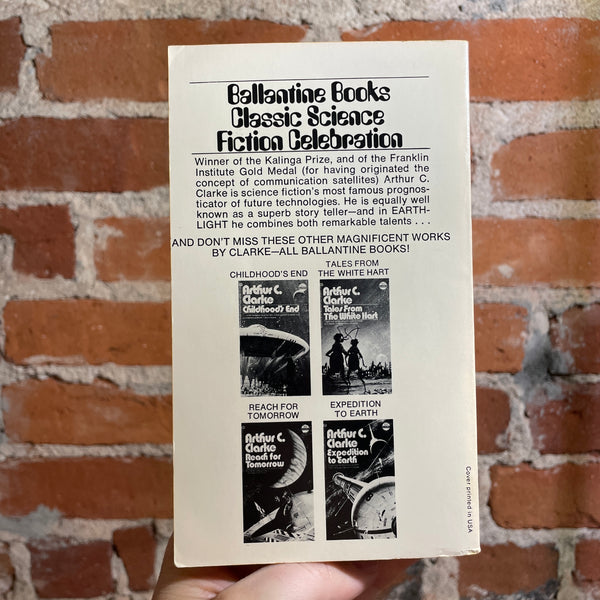 Ballantine Books
Classic Science
Fiction Celebration
Winner of the Kalinga Prize, and of the Franklin
Institute Gold Medal (for having originated the
concept of communication satellites) Arthur C.
Clarke is science fiction's most famous prognos-
ticator of future technologies. He is equally well
known as a superb story teller—and in EARTH-
LIGHT he combines both remarkable talents . . .
AND DON'T MISS THESE OTHER MAGNIFICENT WORKS
BY CLARKE—ALL BALLANTINE BOOKS!
CHILDHOOD'S END
TALES FROM
THE WHITE HART
Arthur C.
Clarke
Childhood's End
Arthur C.
Clarke
Tales From
The White Hart
REACH FOR
TOMORROW
EXPEDITION
TO EARTH
Arthur C.
Clarke
Reach for
Tomorrow
Arthur C.
Clarke
Expedition
to Earth
Cover printed in USA